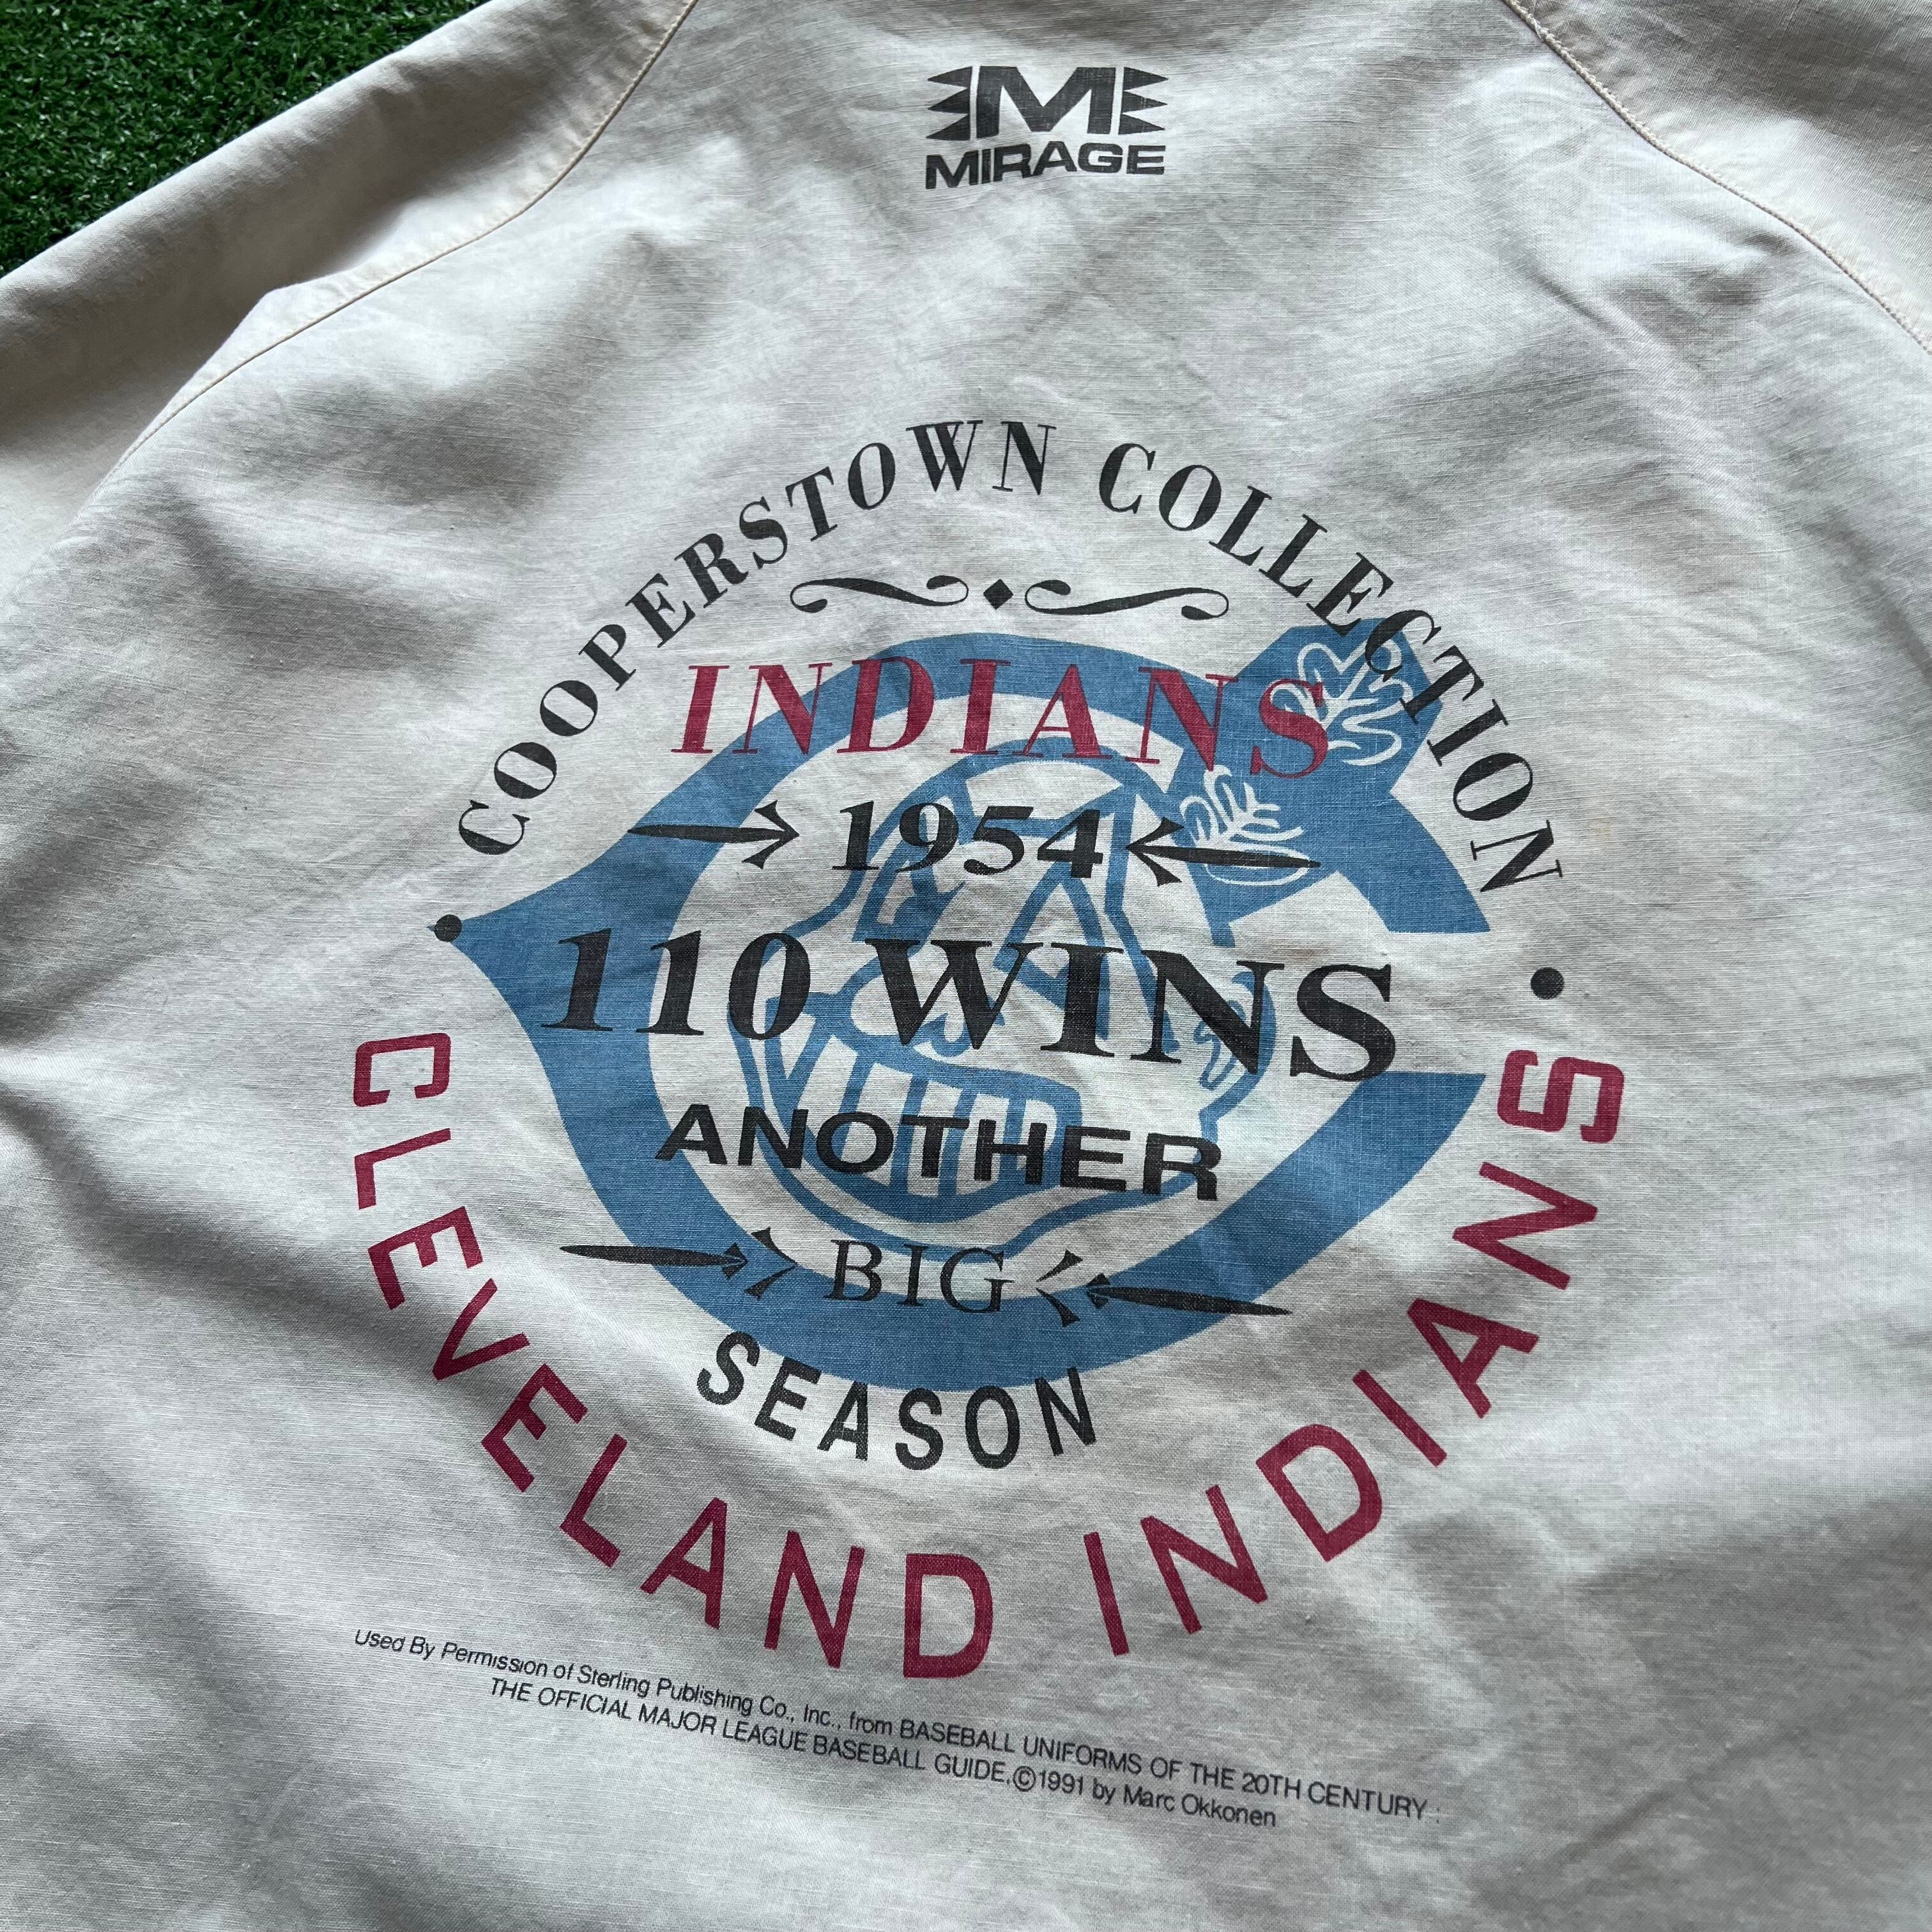 M
MIRAGE
COOPERSTOWN COLLECTION
INDIANS
1954
110 WINS
ANOTHER
BIG
SEASON
CLEVELAND INDIANS
Used By Permission of Sterling Publishing Co., Inc., from BASEBALL UNIFORMS OF THE 20TH CENTURY :
THE OFFICIAL MAJOR LEAGUE BASEBALL GUIDE,©1991 by Marc Okkonen